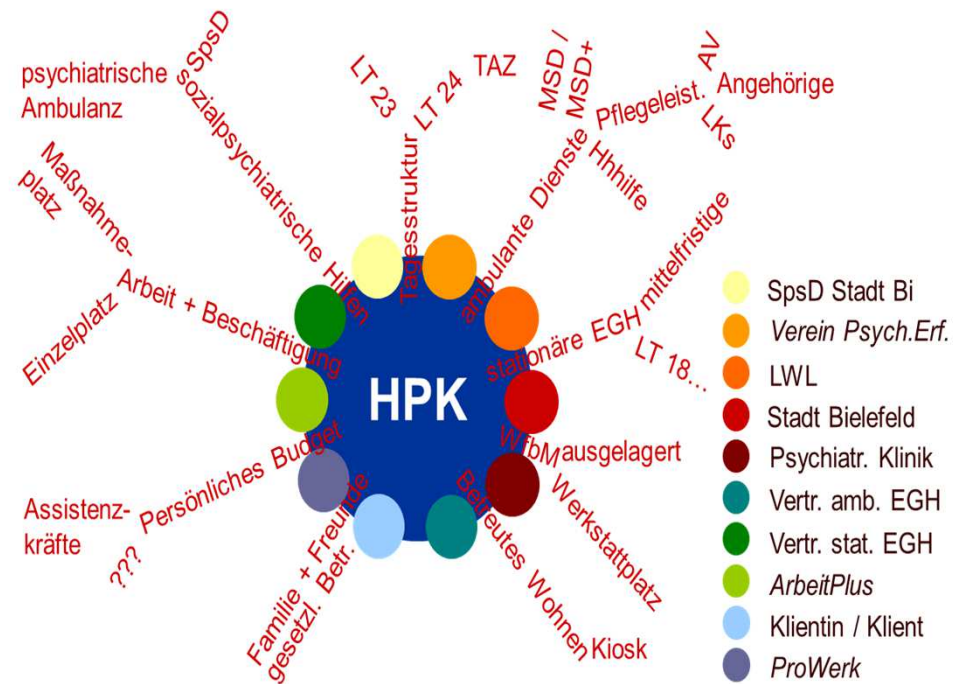 SpsD
psychiatrische
Ambulanz
sozialpsychiatrische Hilfen
LT 23
LT 24
TAZ
Tagesstruktur
MSD /
MSD+
ambulante Dienste
Hhhilfe
Pflegeleist.
AV
Angehörige
LKs
Maßnahme-
platz
Arbeit + Beschäftigung
Einzelplatz
stationäre EGH
mittelfristige
LT 18...
HPK
Persönliches Budget
???
Assistenz-
kräfte
Familie + Freunde
gesetzl. Betr.
Betreutes Wohnen
Kiosk
WfbM
ausgelagert
Werkstattplatz
SpsD Stadt Bi
Verein Psych.Erf.
LWL
Stadt Bielefeld
Psychiatr. Klinik
Vertr. amb. EGH
Vertr. stat. EGH
ArbeitPlus
Klientin / Klient
ProWerk